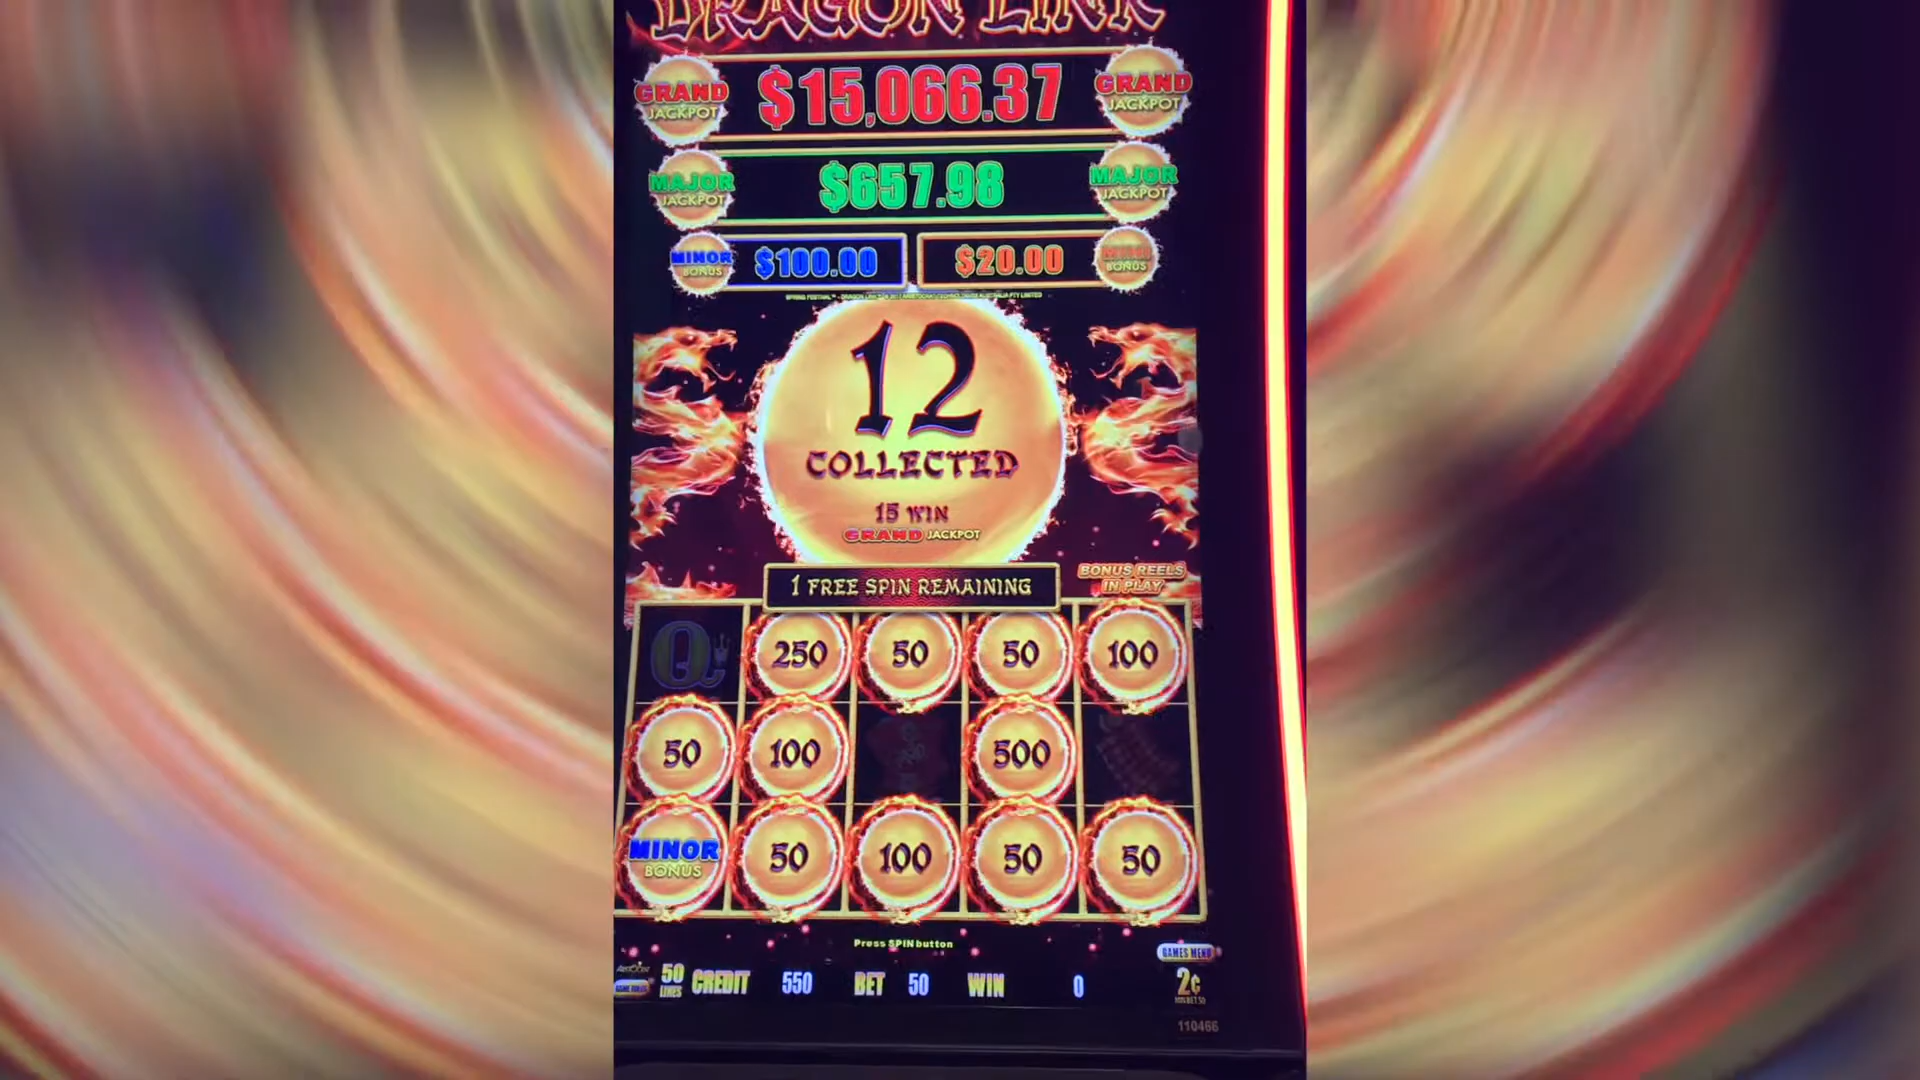 DRAGON LINK
GRAND JACKPOT $15,066.37 GRAND JACKPOT
MAJOR JACKPOT $657.98 MAJOR JACKPOT
MINOR BONUS $100.00 $20.00 BONUS
12
COLLECTED
15 WIN
GRAND JACKPOT
1 FREE SPIN REMAINING
BONUS REELS
IN PLAY
Q 250 50 50 100
50 100 500
MINOR BONUS 50 100 50 50
Press SPIN button
GAMES MENU
50 LINES CREDIT 550 BET 50 WIN 0 2¢
110466